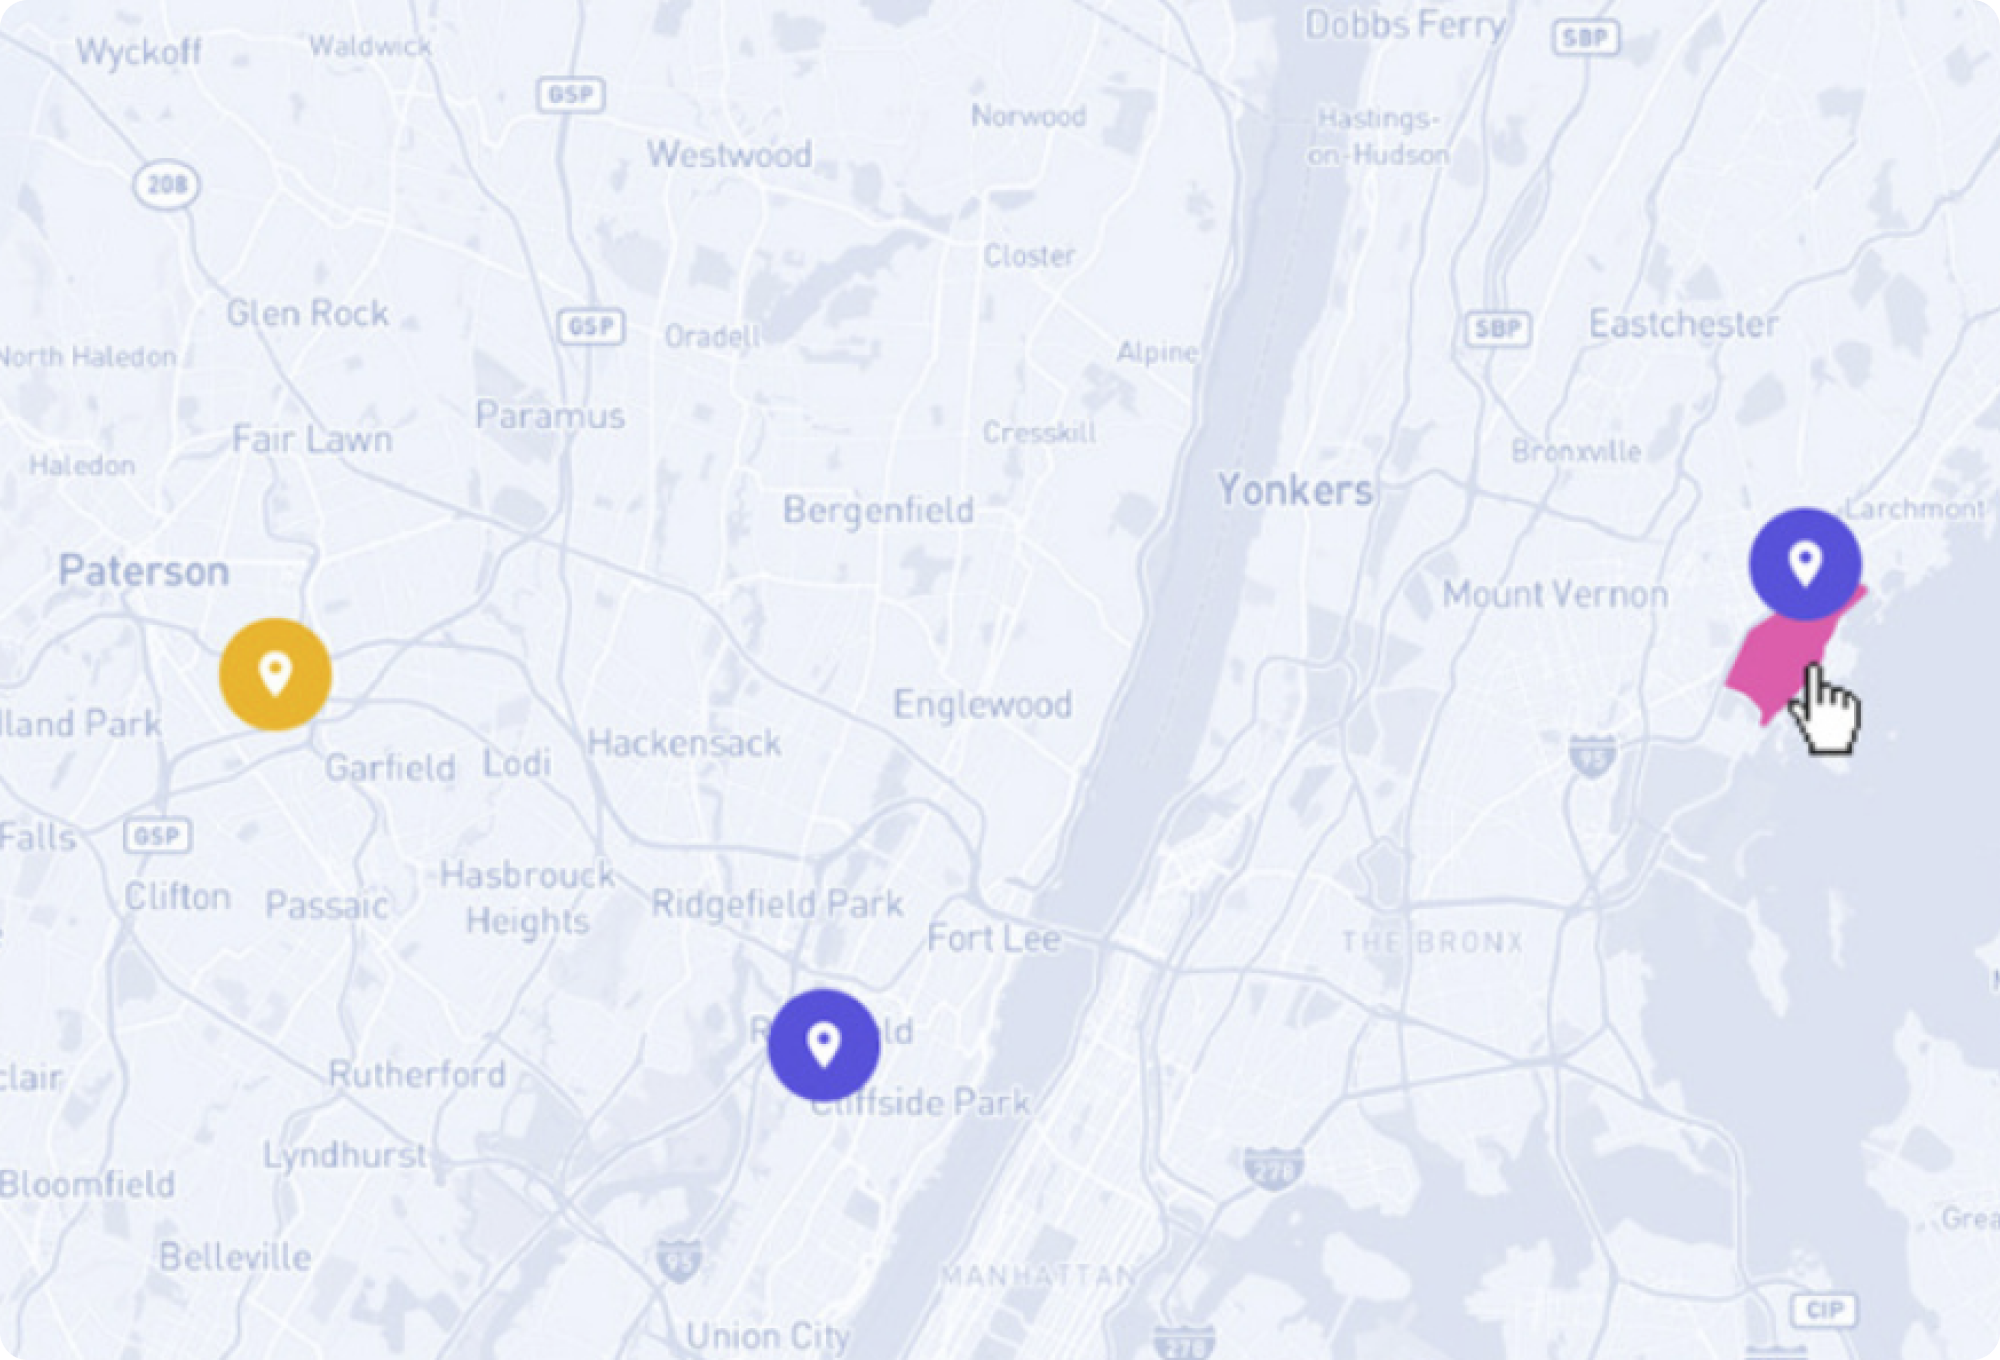 Dobbs Ferry
SBP
Wyckoff
Waldwick
GSP
Norwood
Hastings-
on-Hudson
Westwood
208
Closter
Glen Rock
GSP
Oradell
SBP
Eastchester
North Haledon
Alpine
Paramus
Cresskill
Fair Lawn
Haledon
Bronxville
Yonkers
Bergenfield
Larchmont
Paterson
Mount Vernon
Englewood
lland Park
Hackensack
Garfield
Lodi
95
Falls
GSP
Hasbrouck
Heights
Clifton
Passaic
Ridgefield Park
Fort Lee
THE BRONX
R
ld
Rutherford
clair
Cliffside Park
Lyndhurst
278
Bloomfield
Grea
Belleville
95
MANHATTAN
CIP
Union City
278